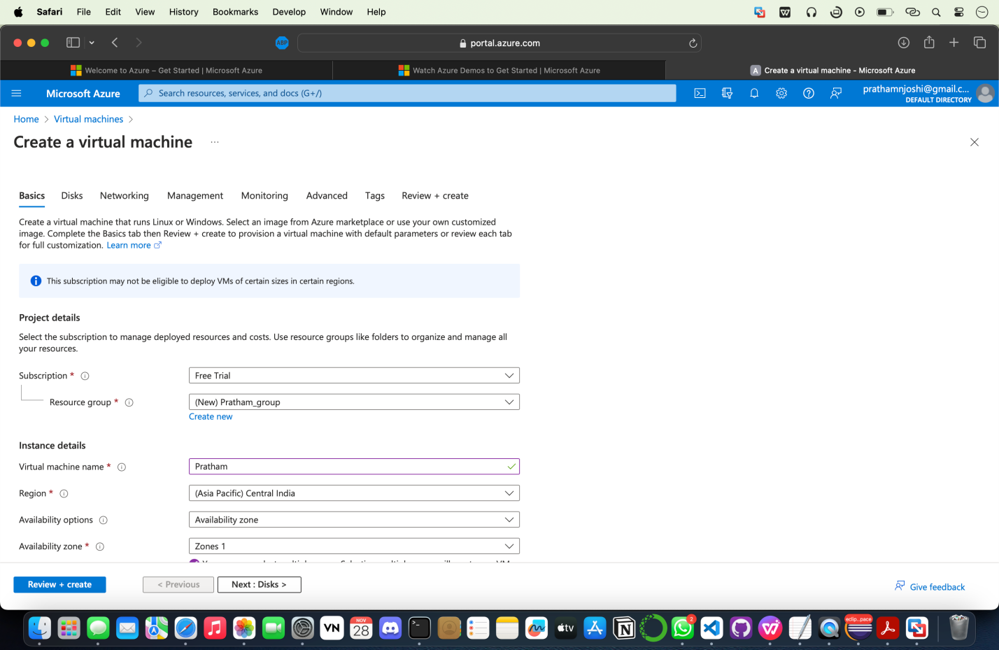 Safari File Edit View History Bookmarks Develop Window Help
ABP portal.azure.com
Welcome to Azure – Get Started | Microsoft Azure
Watch Azure Demos to Get Started | Microsoft Azure
A Create a virtual machine - Microsoft Azure
Microsoft Azure
Search resources, services, and docs (G+/)
prathamnjoshi@gmail.c...
DEFAULT DIRECTORY
Home > Virtual machines >
Create a virtual machine ...
Basics Disks Networking Management Monitoring Advanced Tags Review + create
Create a virtual machine that runs Linux or Windows. Select an image from Azure marketplace or use your own customized
image. Complete the Basics tab then Review + create to provision a virtual machine with default parameters or review each tab
for full customization. Learn more
This subscription may not be eligible to deploy VMs of certain sizes in certain regions.
Project details
Select the subscription to manage deployed resources and costs. Use resource groups like folders to organize and manage all
your resources.
Subscription * Free Trial
Resource group * (New) Pratham_group
Create new
Instance details
Virtual machine name * Pratham
Region * (Asia Pacific) Central India
Availability options Availability zone
Availability zone * Zones 1
Review + create < Previous Next : Disks > Give feedback
VN NOV 28 tv N 2 eclip...pace